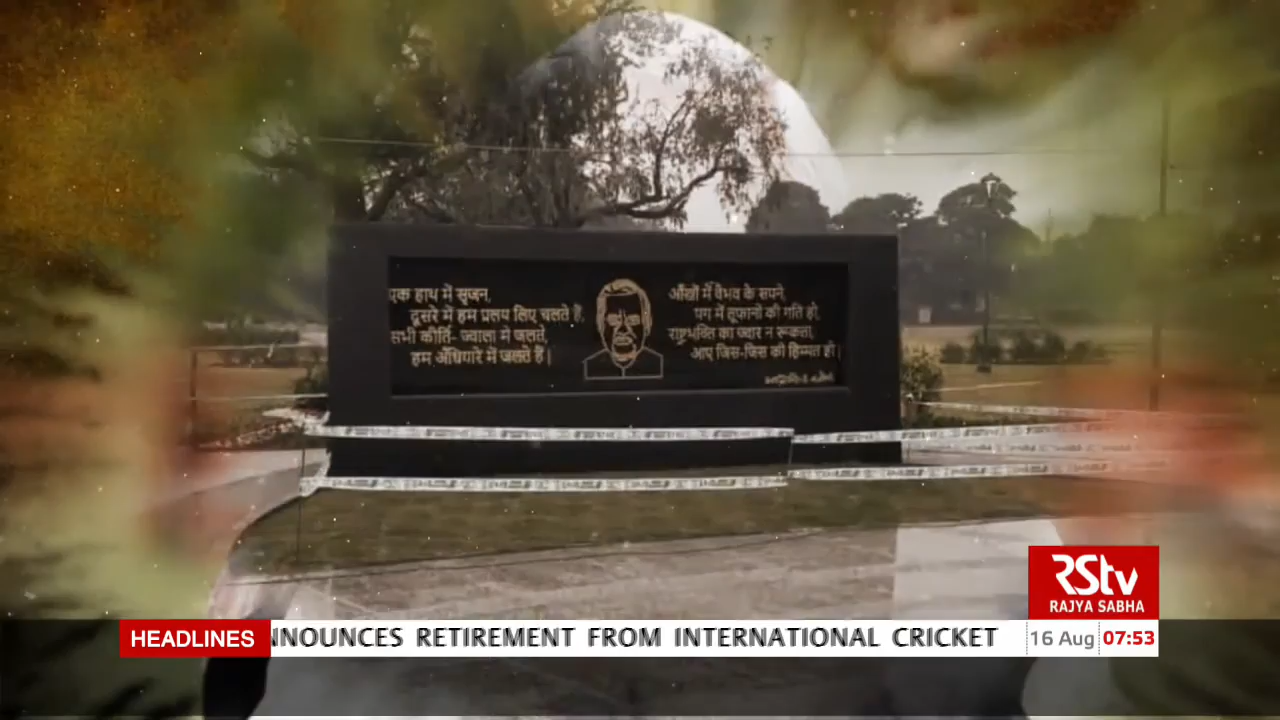 एक हाथ में सृजन,
दूसरे में हम प्रलय लिए चलते हैं,
सभी कीर्ति- ज्वाला में जलते,
हम अँधियारे में जलते हैं।
आँखों में वैभव के सपने,
पग में तूफानों की गति हो,
राष्ट्रभक्ति का ज्वार न रूकता,
आए जिस-जिस की हिम्मत हो।
RSTV
RAJYA SABHA
HEADLINES
NNOUNCES RETIREMENT FROM INTERNATIONAL CRICKET
16 Aug
07:53